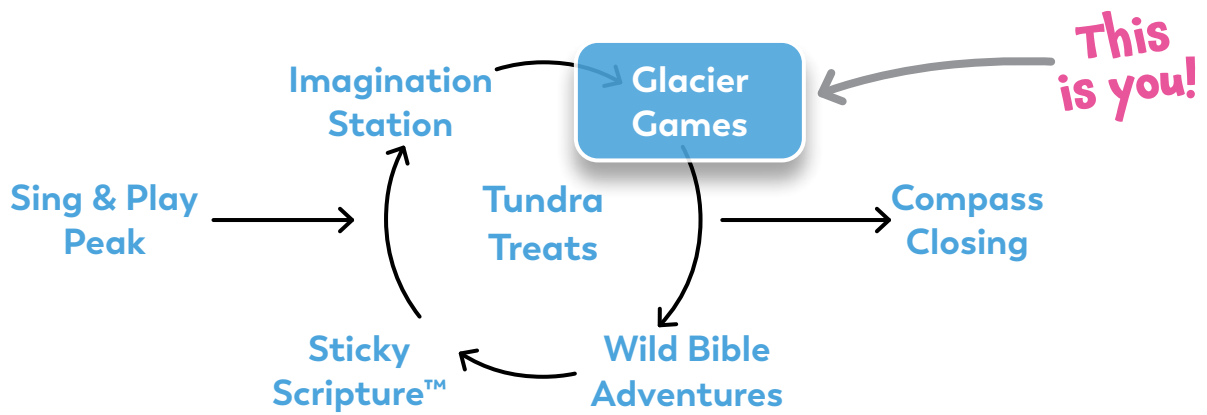 This
is you!
Imagination
Station
Glacier
Games
Sing & Play
Peak
Tundra
Treats
Compass
Closing
Sticky
Scripture™
Wild Bible
Adventures